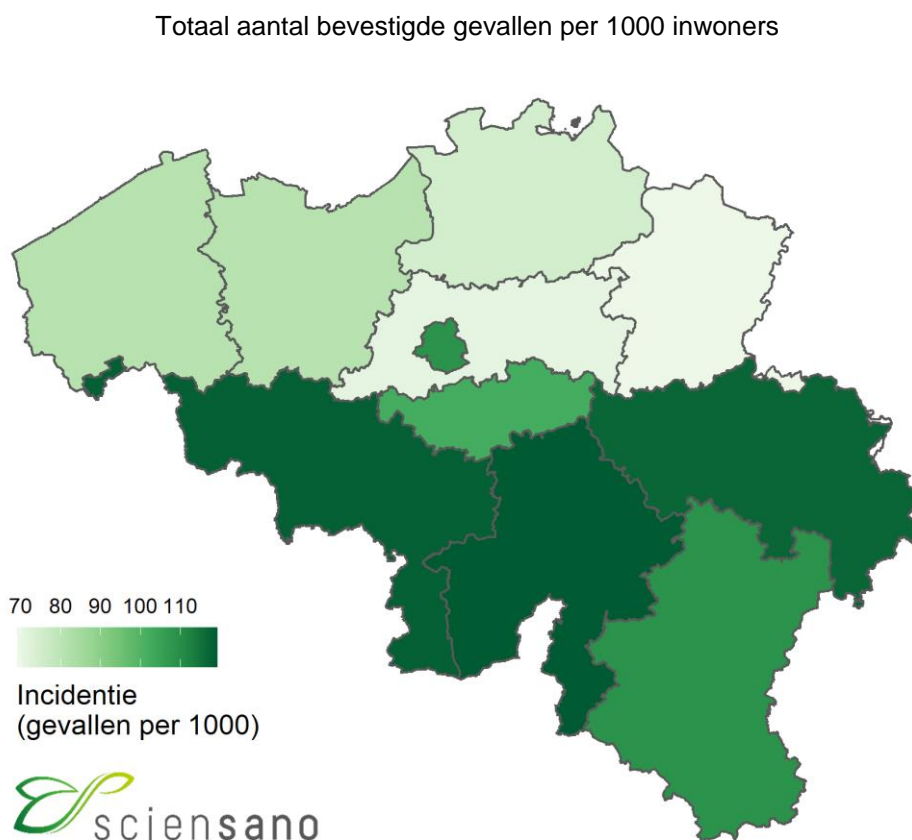 Totaal aantal bevestigde gevallen per 1000 inwoners
70 80 90 100 110
Incidentie
(gevallen per 1000)
sciensano